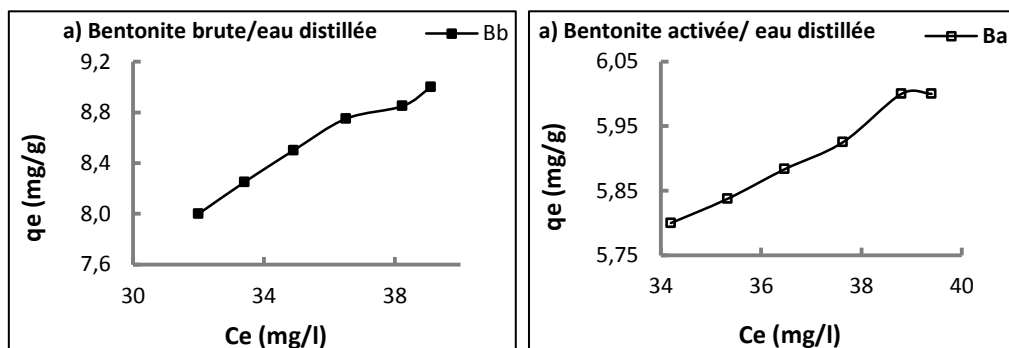 a) Bentonite brute/eau distillée
Bb
9,2
8,8
8,4
8,0
7,6
qe (mg/g)
30
34
38
Ce (mg/l)
a) Bentonite activée/ eau distillée
Ba
6,05
5,95
5,85
5,75
qe (mg/g)
34
36
38
40
Ce (mg/l)